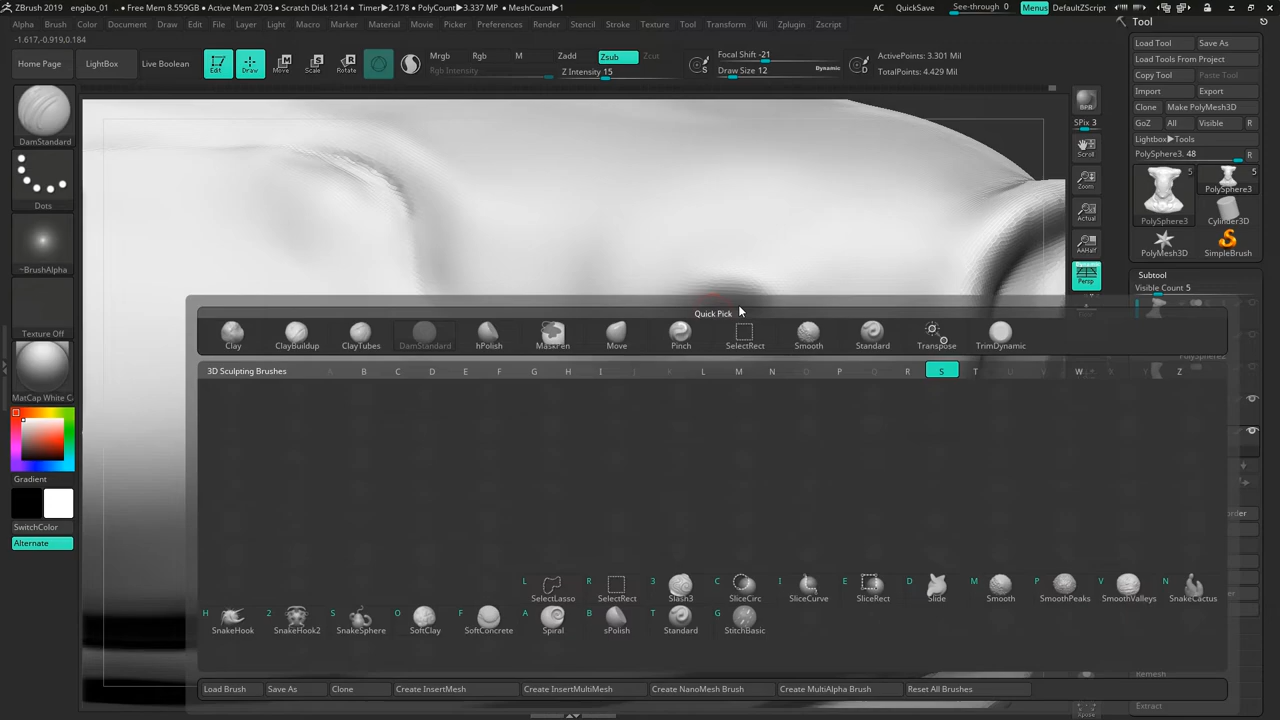 ZBrush 2019 engibo_01 .. • Free Mem 8.559GB • Active Mem 2703 • Scratch Disk 1214 • Timer▶2.178 • PolyCount▶3.337 MP • MeshCount▶1 AC QuickSave See-through 0 Menus DefaultZScript
Alpha Brush Color Document Draw Edit File Layer Light Macro Marker Material Movie Picker Preferences Render Stencil Stroke Texture Tool Transform Vili Zplugin Zscript
-1.617,-0.919,0.184
Home Page LightBox Live Boolean Edit Draw Move Scale Rotate
Mrgb Rgb M Zadd Zsub Zcut
Rgb Intensity Z Intensity 15
Focal Shift -21
Draw Size 12 Dynamic
ActivePoints: 3.301 Mil
TotalPoints: 4.429 Mil
DamStandard
Dots
~BrushAlpha
Texture Off
MatCap White C
Gradient
SwitchColor
Alternate
BPR
SPix 3
Scroll
Zoom
Actual
AAHalf
Dynamic
Persp
Tool
Load Tool Save As
Load Tools From Project
Copy Tool Paste Tool
Import Export
Clone Make PolyMesh3D
GoZ All Visible R
Lightbox▶Tools
PolySphere3. 48 R
5 5
PolySphere3 PolySphere3
Cylinder3D
PolyMesh3D SimpleBrush
Subtool
Visible Count 5
Quick Pick
Clay ClayBuildup ClayTubes DamStandard hPolish MaskPen Move Pinch SelectRect Smooth Standard Transpose TrimDynamic
3D Sculpting Brushes A B C D E F G H I J K L M N O P Q R S T U V W X Z
L SelectLasso R SelectRect 3 Slash3 C SliceCirc I SliceCurve E SliceRect D Slide M Smooth P SmoothPeaks V SmoothValleys N SnakeCactus
H SnakeHook 2 SnakeHook2 S SnakeSphere O SoftClay F SoftConcrete A Spiral B sPolish T Standard G StitchBasic
Load Brush Save As Clone Create InsertMesh Create InsertMultiMesh Create NanoMesh Brush Create MultiAlpha Brush Reset All Brushes
Remesh
Xpose Extract